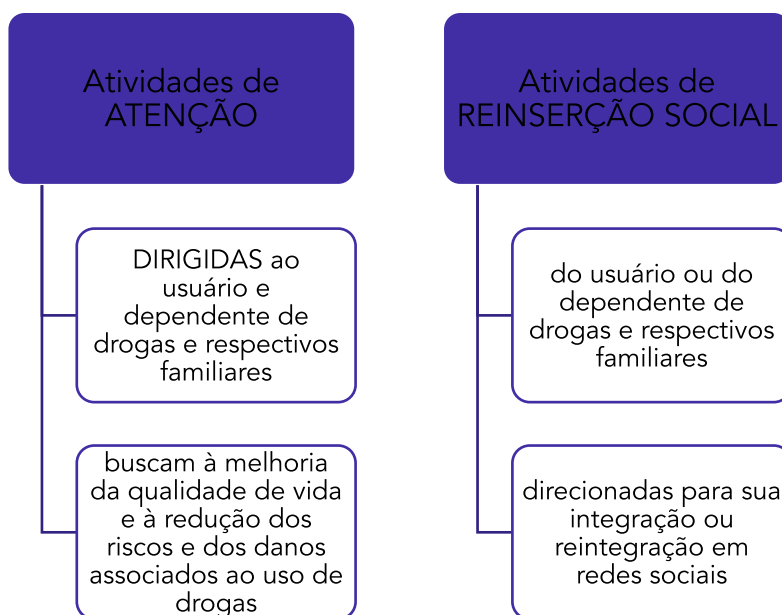 Atividades de
ATENÇÃO
DIRIGIDAS ao
usuário e
dependente de
drogas e respectivos
familiares
buscam à melhoria
da qualidade de vida
e à redução dos
riscos e dos danos
associados ao uso de
drogas
Atividades de
REINSERÇÃO SOCIAL
do usuário ou do
dependente de
drogas e respectivos
familiares
direcionadas para sua
integração ou
reintegração em
redes sociais